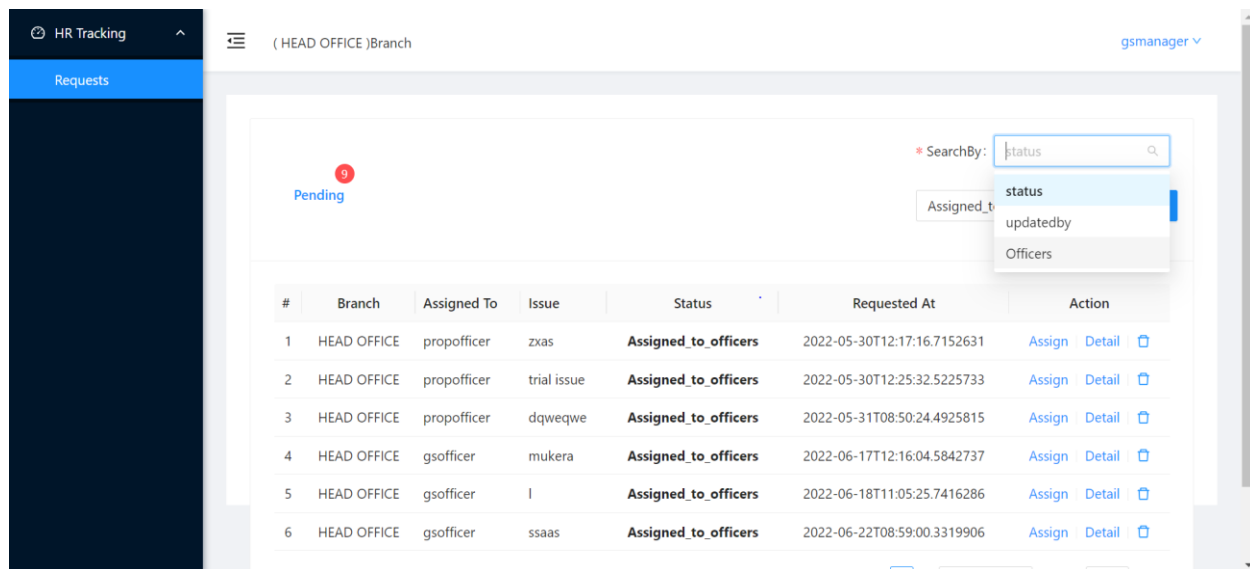 HR Tracking
( HEAD OFFICE )Branch
gsmanager
Requests
* SearchBy: status
9
Pending
status
Assigned_t
updatedby
Officers
# Branch Assigned To Issue Status Requested At Action
1 HEAD OFFICE propofficer zxas Assigned_to_officers 2022-05-30T12:17:16.7152631 Assign Detail
2 HEAD OFFICE propofficer trial issue Assigned_to_officers 2022-05-30T12:25:32.5225733 Assign Detail
3 HEAD OFFICE propofficer dqweqwe Assigned_to_officers 2022-05-31T08:50:24.4925815 Assign Detail
4 HEAD OFFICE gsofficer mukera Assigned_to_officers 2022-06-17T12:16:04.5842737 Assign Detail
5 HEAD OFFICE gsofficer l Assigned_to_officers 2022-06-18T11:05:25.7416286 Assign Detail
6 HEAD OFFICE gsofficer ssaas Assigned_to_officers 2022-06-22T08:59:00.3319906 Assign Detail